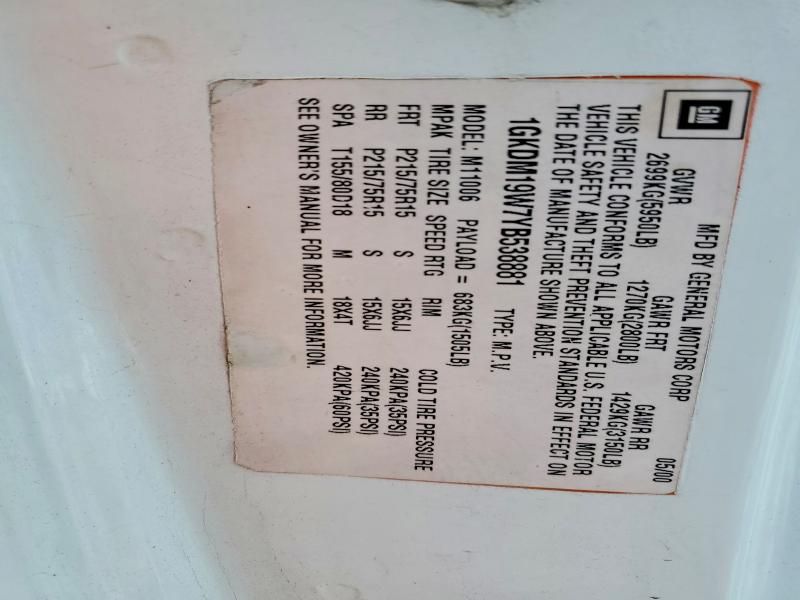 GM
MFD BY GENERAL MOTORS CORP 05/00
GVWR GAWR FRT GAWR RR
2699KG(5950LB) 1270KG(2800LB) 1429KG(3150LB)
THIS VEHICLE CONFORMS TO ALL APPLICABLE U.S. FEDERAL MOTOR
VEHICLE SAFETY AND THEFT PREVENTION STANDARDS IN EFFECT ON
THE DATE OF MANUFACTURE SHOWN ABOVE.
1GKDM19W7YB538881 TYPE: M.P.V.
MODEL: M11006 PAYLOAD = 683KG(1505LB)
MPAK TIRE SIZE SPEED RTG RIM COLD TIRE PRESSURE
FRT P215/75R15 S 15X6JJ 240KPA(35PSI)
RR P215/75R15 S 15X6JJ 240KPA(35PSI)
SPA T155/80D18 M 18X4T 420KPA(60PSI)
SEE OWNER'S MANUAL FOR MORE INFORMATION.